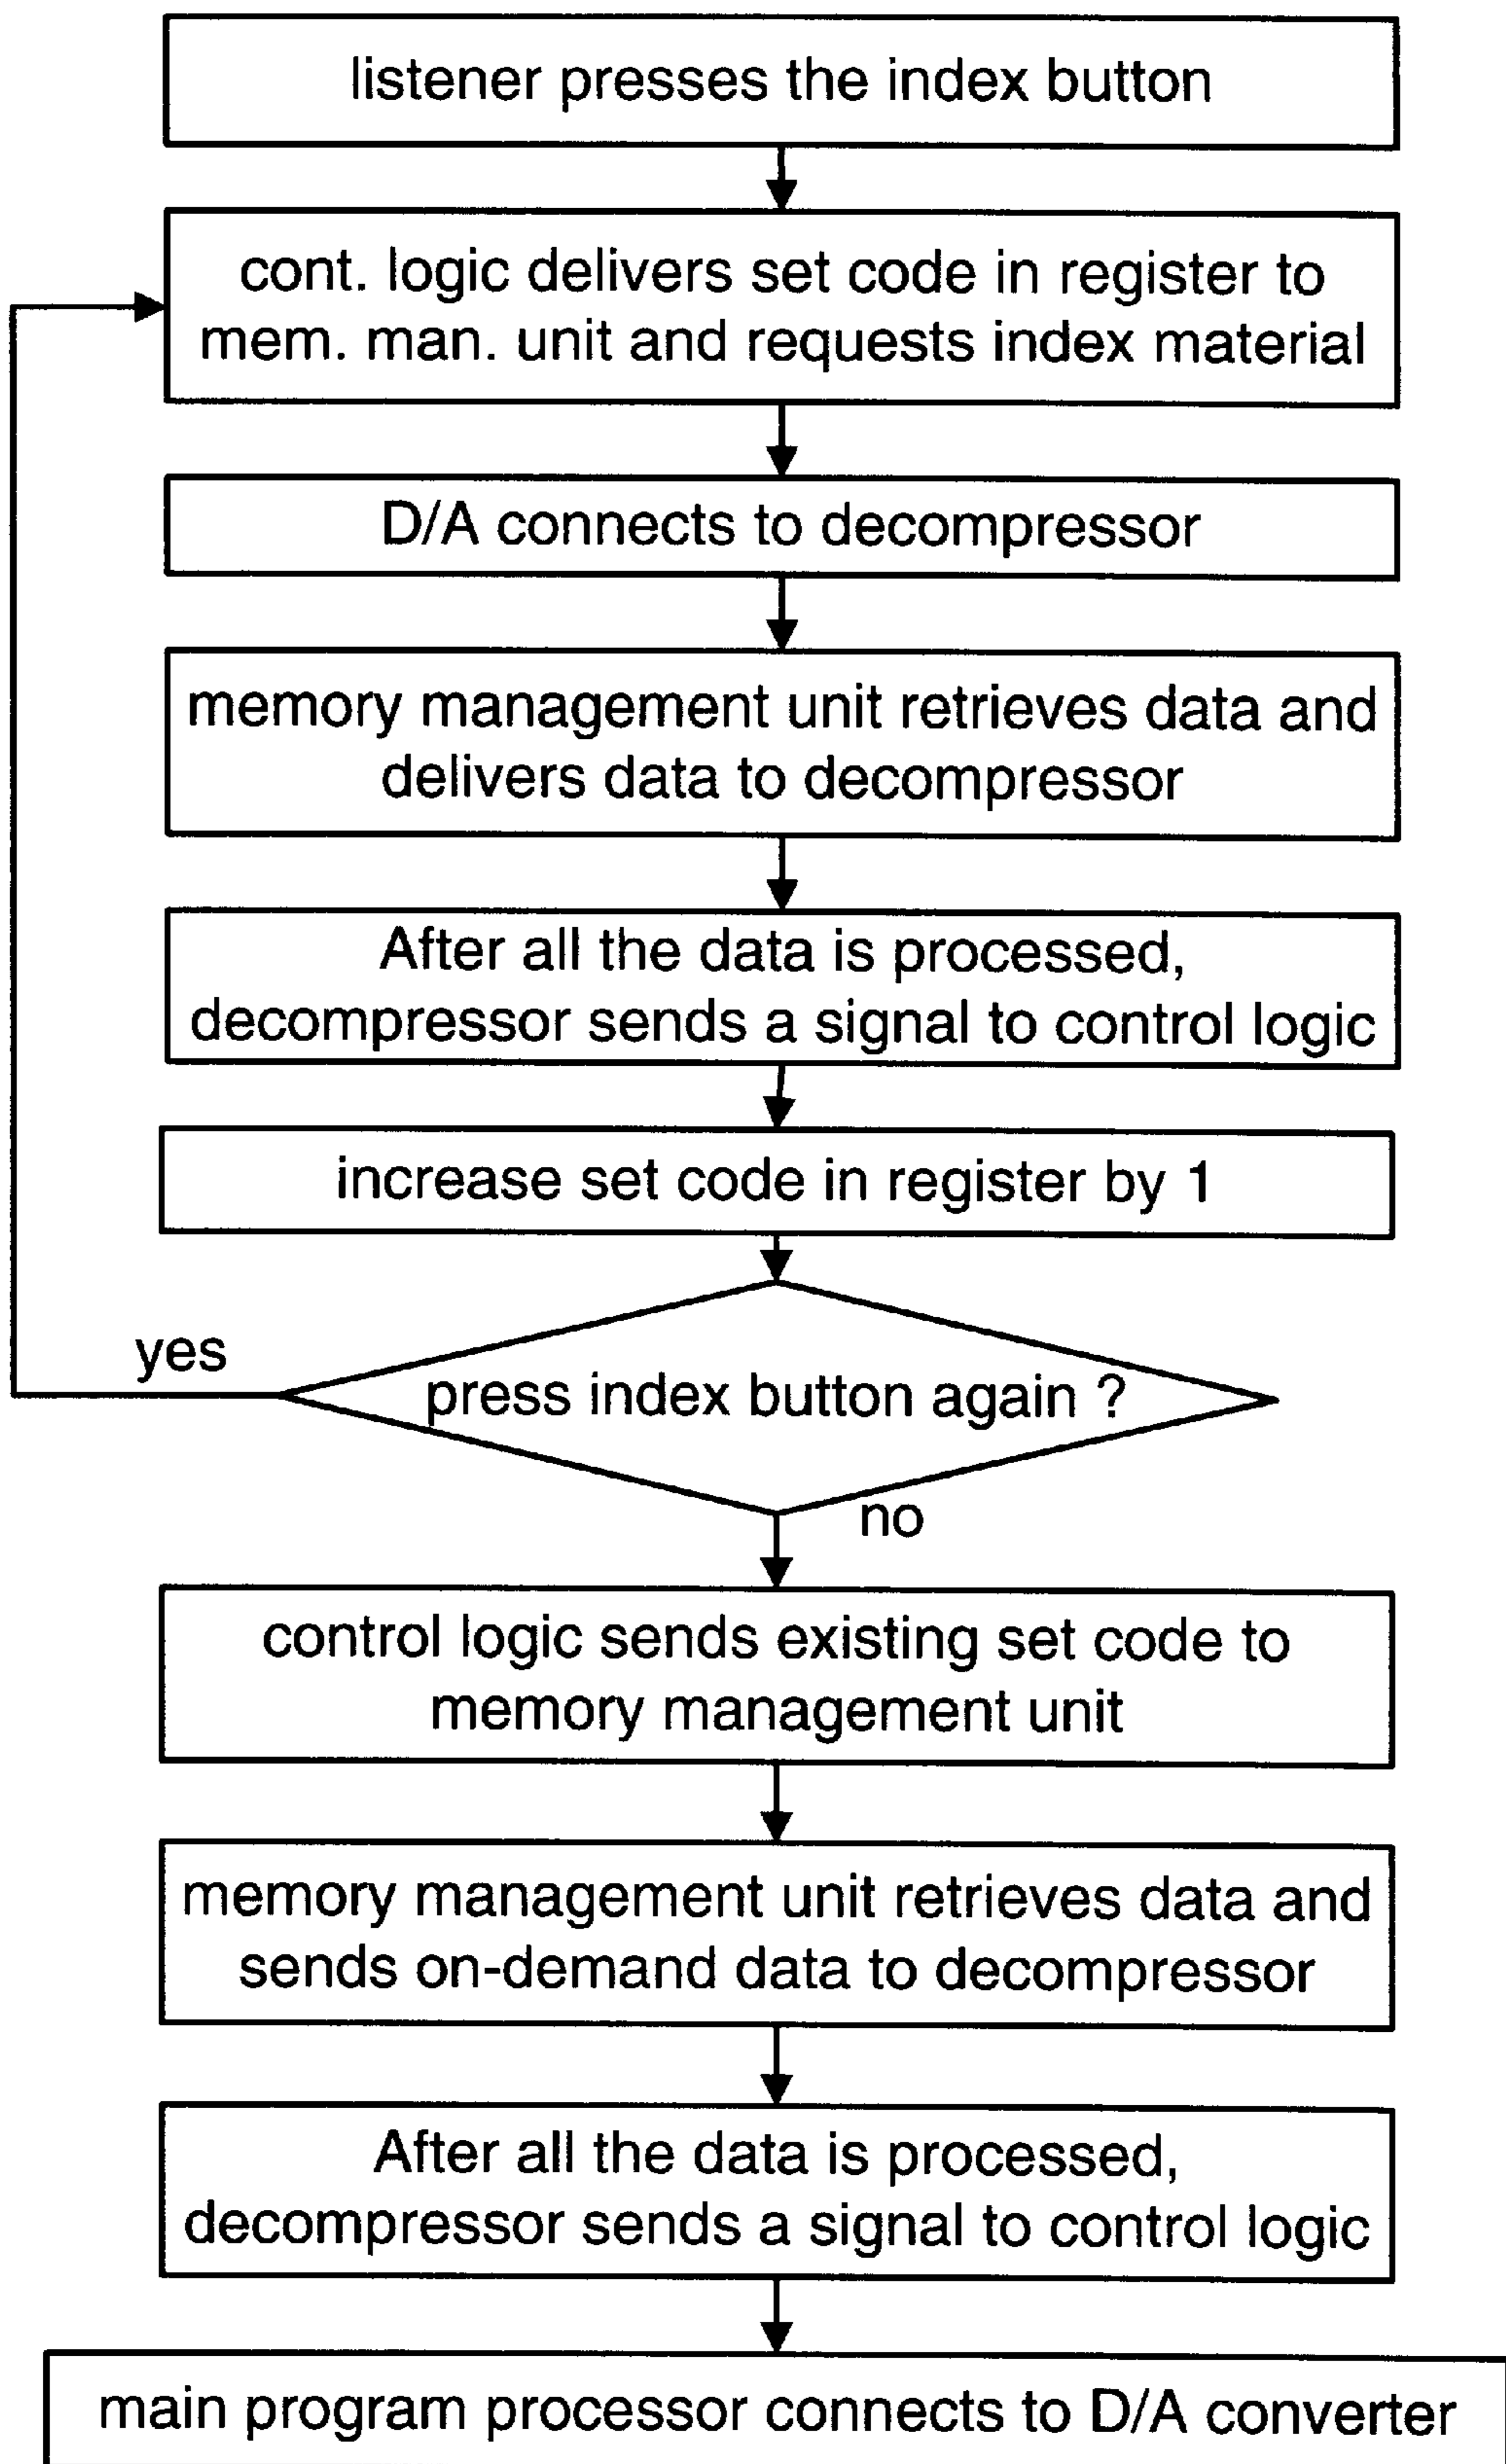 listener presses the index button
cont. logic delivers set code in register to
mem. man. unit and requests index material
D/A connects to decompressor
memory management unit retrieves data and
delivers data to decompressor
After all the data is processed,
decompressor sends a signal to control logic
increase set code in register by 1
yes
press index button again ?
no
control logic sends existing set code to
memory management unit
memory management unit retrieves data and
sends on-demand data to decompressor
After all the data is processed,
decompressor sends a signal to control logic
main program processor connects to D/A converter